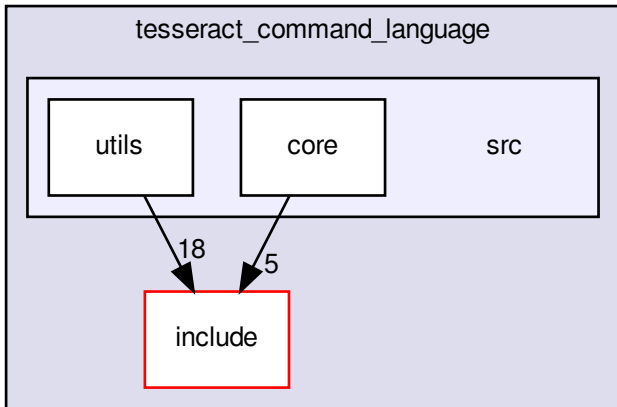 tesseract_command_language
utils
core
src
18
5
include